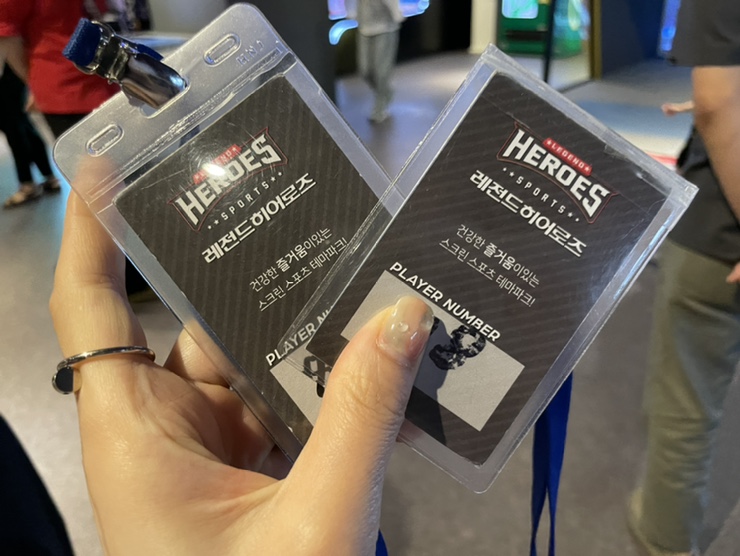 LEGEND
HEROES
SPORTS
레전드히어로즈
건강한 즐거움이있는
스크린 스포츠 테마파크!
PLAYER
LEGEND
HEROES
SPORTS
레전드히어로즈
건강한 즐거움이있는
스크린 스포츠 테마파크!
PLAYER NUMBER